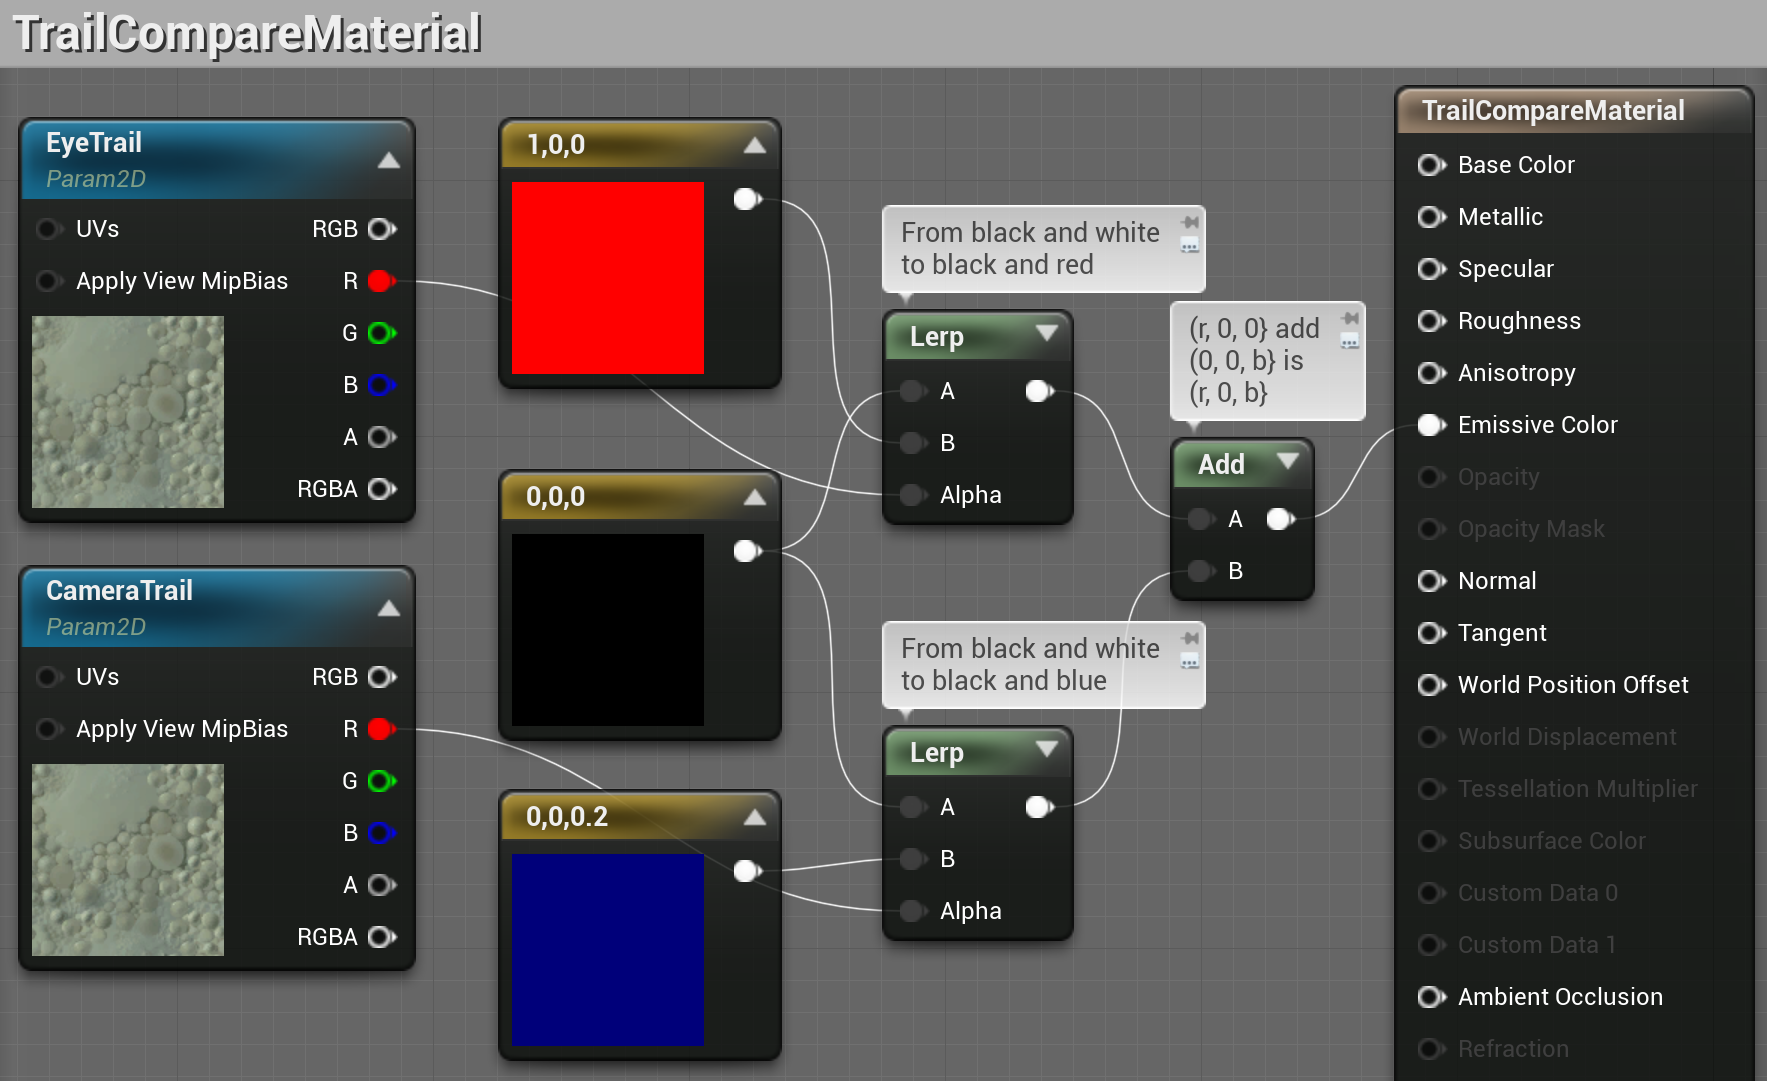 TrailCompareMaterial
EyeTrail
Param2D
UVs
RGB
Apply View MipBias
R
G
B
A
RGBA
CameraTrail
Param2D
UVs
RGB
Apply View MipBias
R
G
B
A
RGBA
1,0,0
0,0,0
0,0,0.2
From black and white
to black and red
Lerp
A
B
Alpha
From black and white
to black and blue
Lerp
A
B
Alpha
(r, 0, 0} add
(0, 0, b} is
(r, 0, b}
Add
A
B
TrailCompareMaterial
Base Color
Metallic
Specular
Roughness
Anisotropy
Emissive Color
Opacity
Opacity Mask
Normal
Tangent
World Position Offset
World Displacement
Tessellation Multiplier
Subsurface Color
Custom Data 0
Custom Data 1
Ambient Occlusion
Refraction